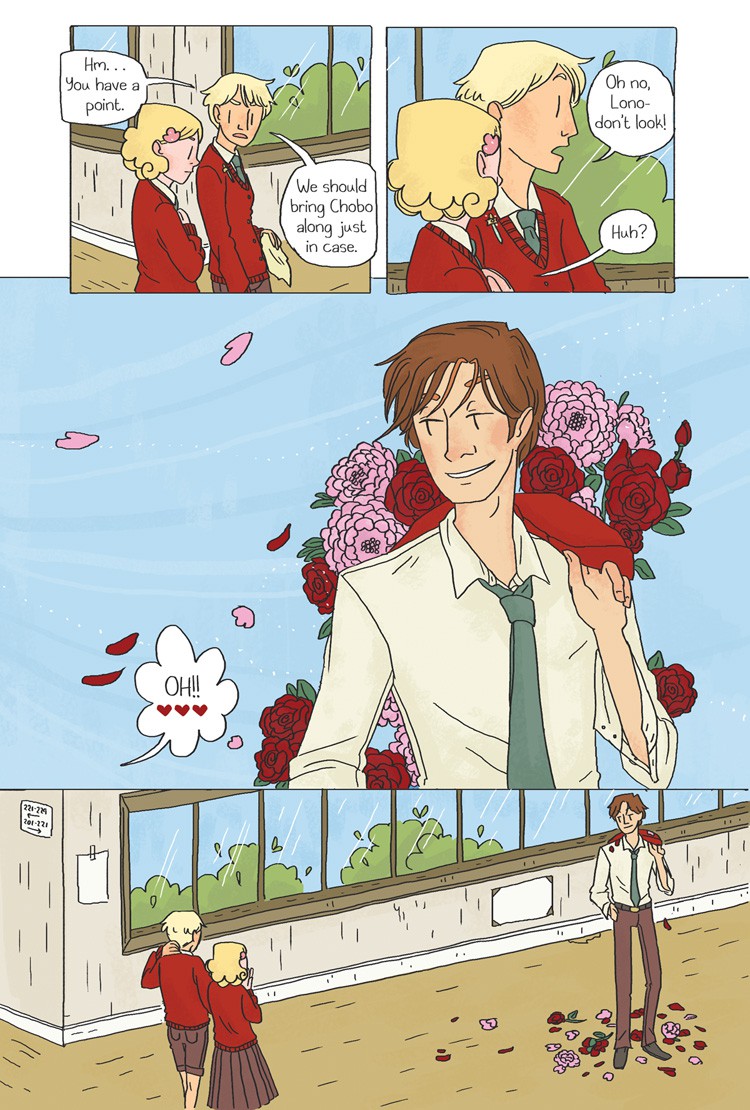 Hm. . .
You have a
point.
We should
bring Chobo
along just
in case.
Oh no,
Lono-
don't look!
Huh?
OH!!
221-229
←
201-221
→